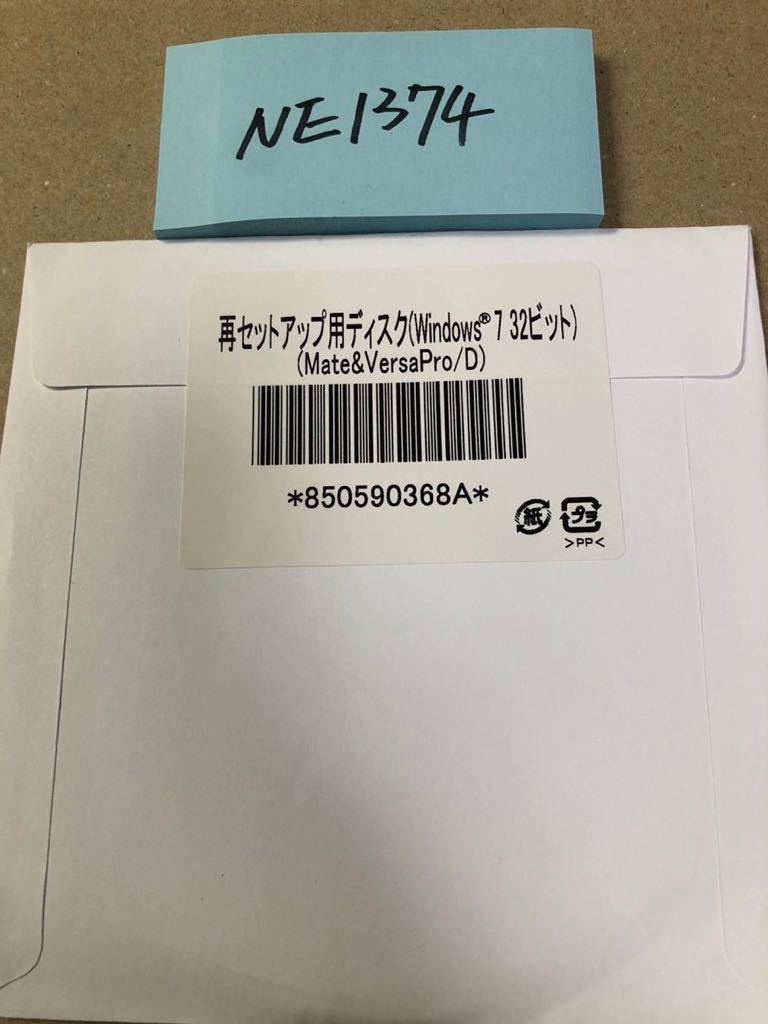 NE1374
再セットアップ用ディスク(Windows® 7 32ビット)
(Mate&VersaPro/D)
*850590368A*
紙 プラ
>PP<